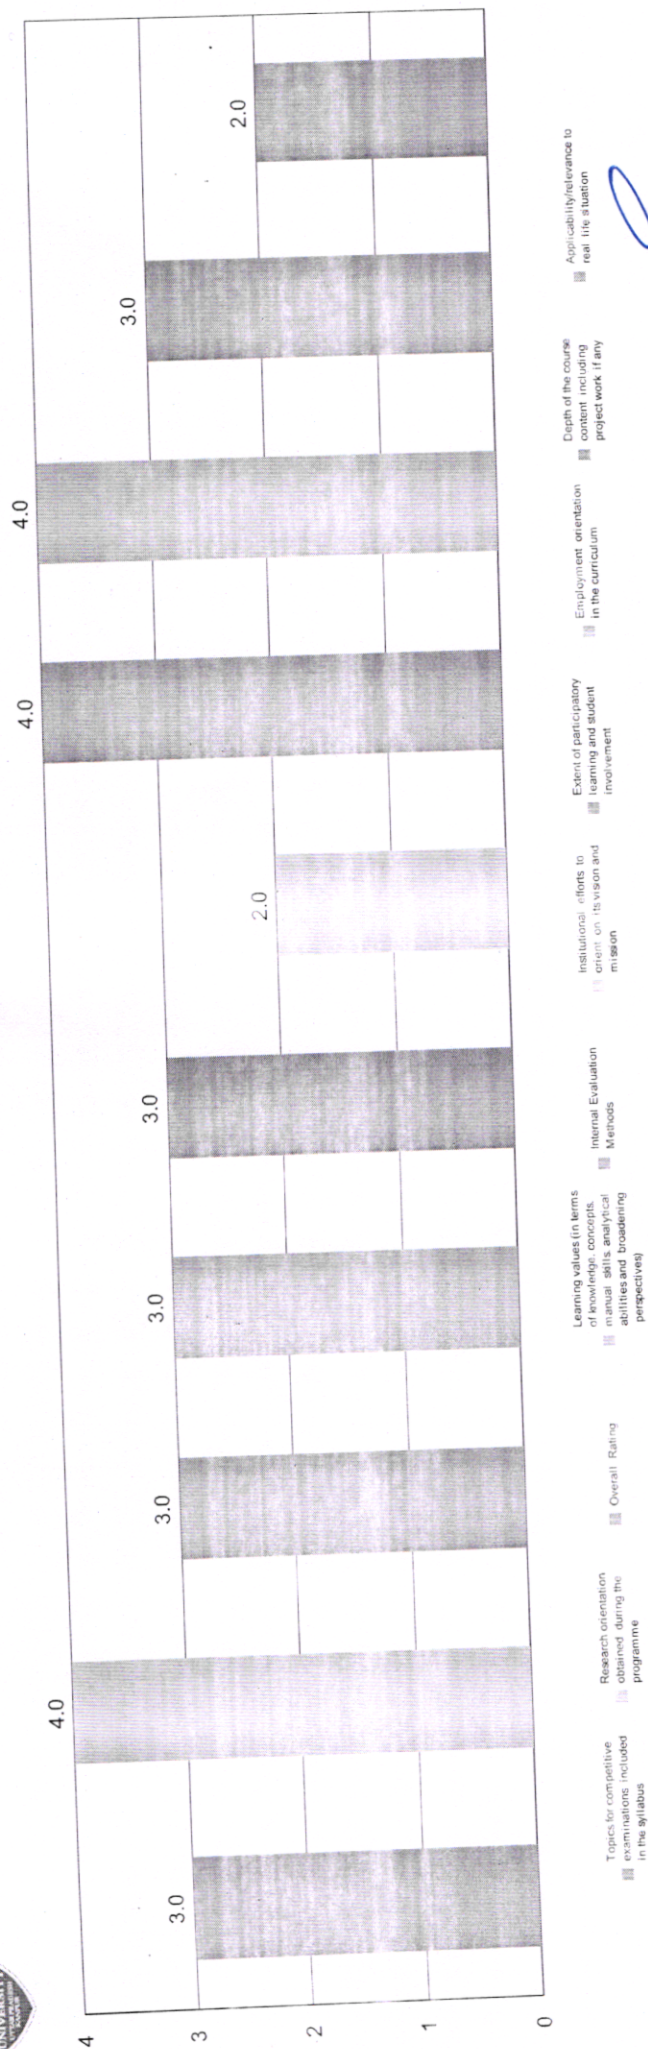 UNIVERSITY
4
3
2
1
0
3.0
4.0
3.0
3.0
3.0
2.0
4.0
4.0
3.0
2.0
Topics for competitive
examinations included
in the syllabus
Research orientation
obtained during the
programme
Overall Rating
Learning values (in terms
of knowledge, concepts,
manual skills, analytical
abilities and broadening
perspectives)
Internal Evaluation
Methods
Institutional efforts to
orient on its vision and
mission
Extent of participatory
learning and student
involvement
Employment orientation
in the curriculum
Depth of the course
content including
project work if any
Applicability/relevance to
real life situation